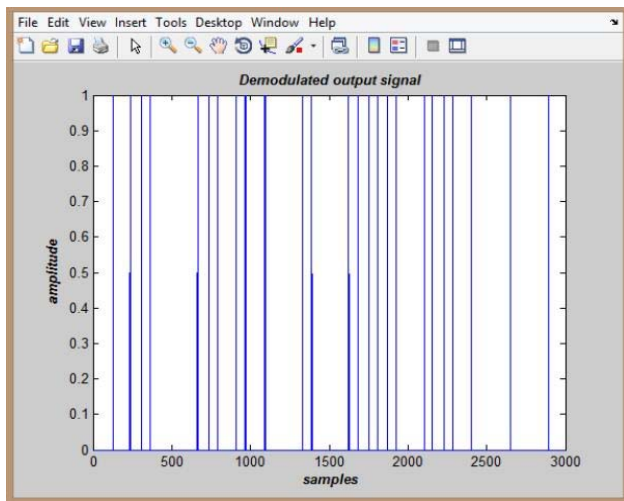 File Edit View Insert Tools Desktop Window Help
Demodulated output signal
1
0.9
0.8
0.7
0.6
0.5
0.4
0.3
0.2
0.1
0
amplitude
0 500 1000 1500 2000 2500 3000
samples